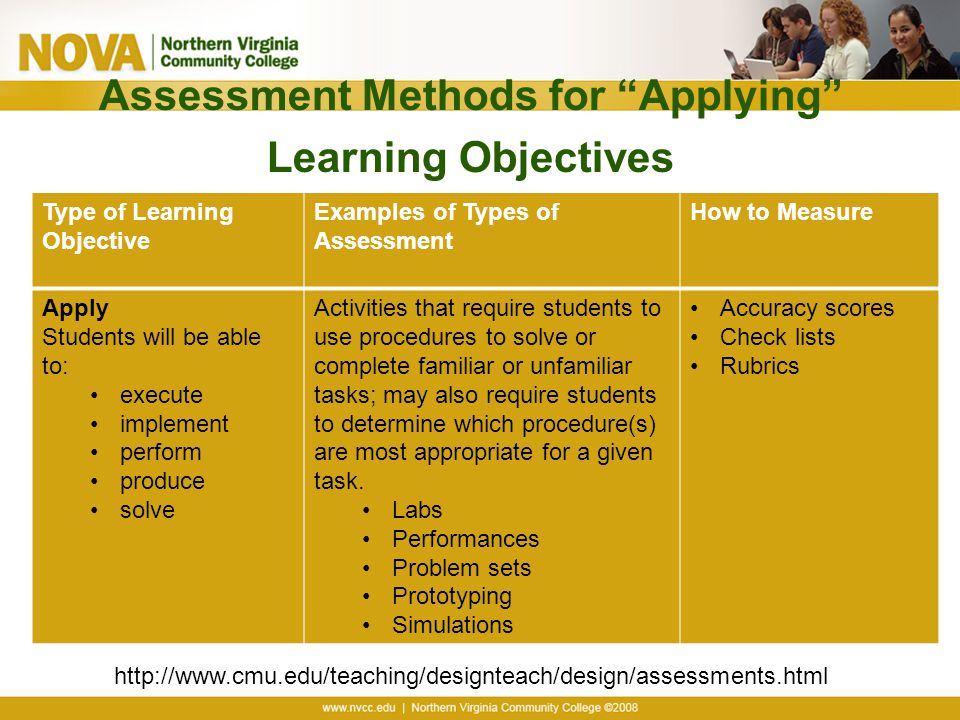 NOVA Northern Virginia
Community College
Assessment Methods for “Applying”
Learning Objectives
Type of Learning
Objective
Examples of Types of
Assessment
How to Measure
Apply
Students will be able
to:
• execute
• implement
• perform
• produce
• solve
Activities that require students to
use procedures to solve or
complete familiar or unfamiliar
tasks; may also require students
to determine which procedure(s)
are most appropriate for a given
task.
• Labs
• Performances
• Problem sets
• Prototyping
• Simulations
• Accuracy scores
• Check lists
• Rubrics
http://www.cmu.edu/teaching/designteach/design/assessments.html
www.nvcc.edu | Northern Virginia Community College ©2008